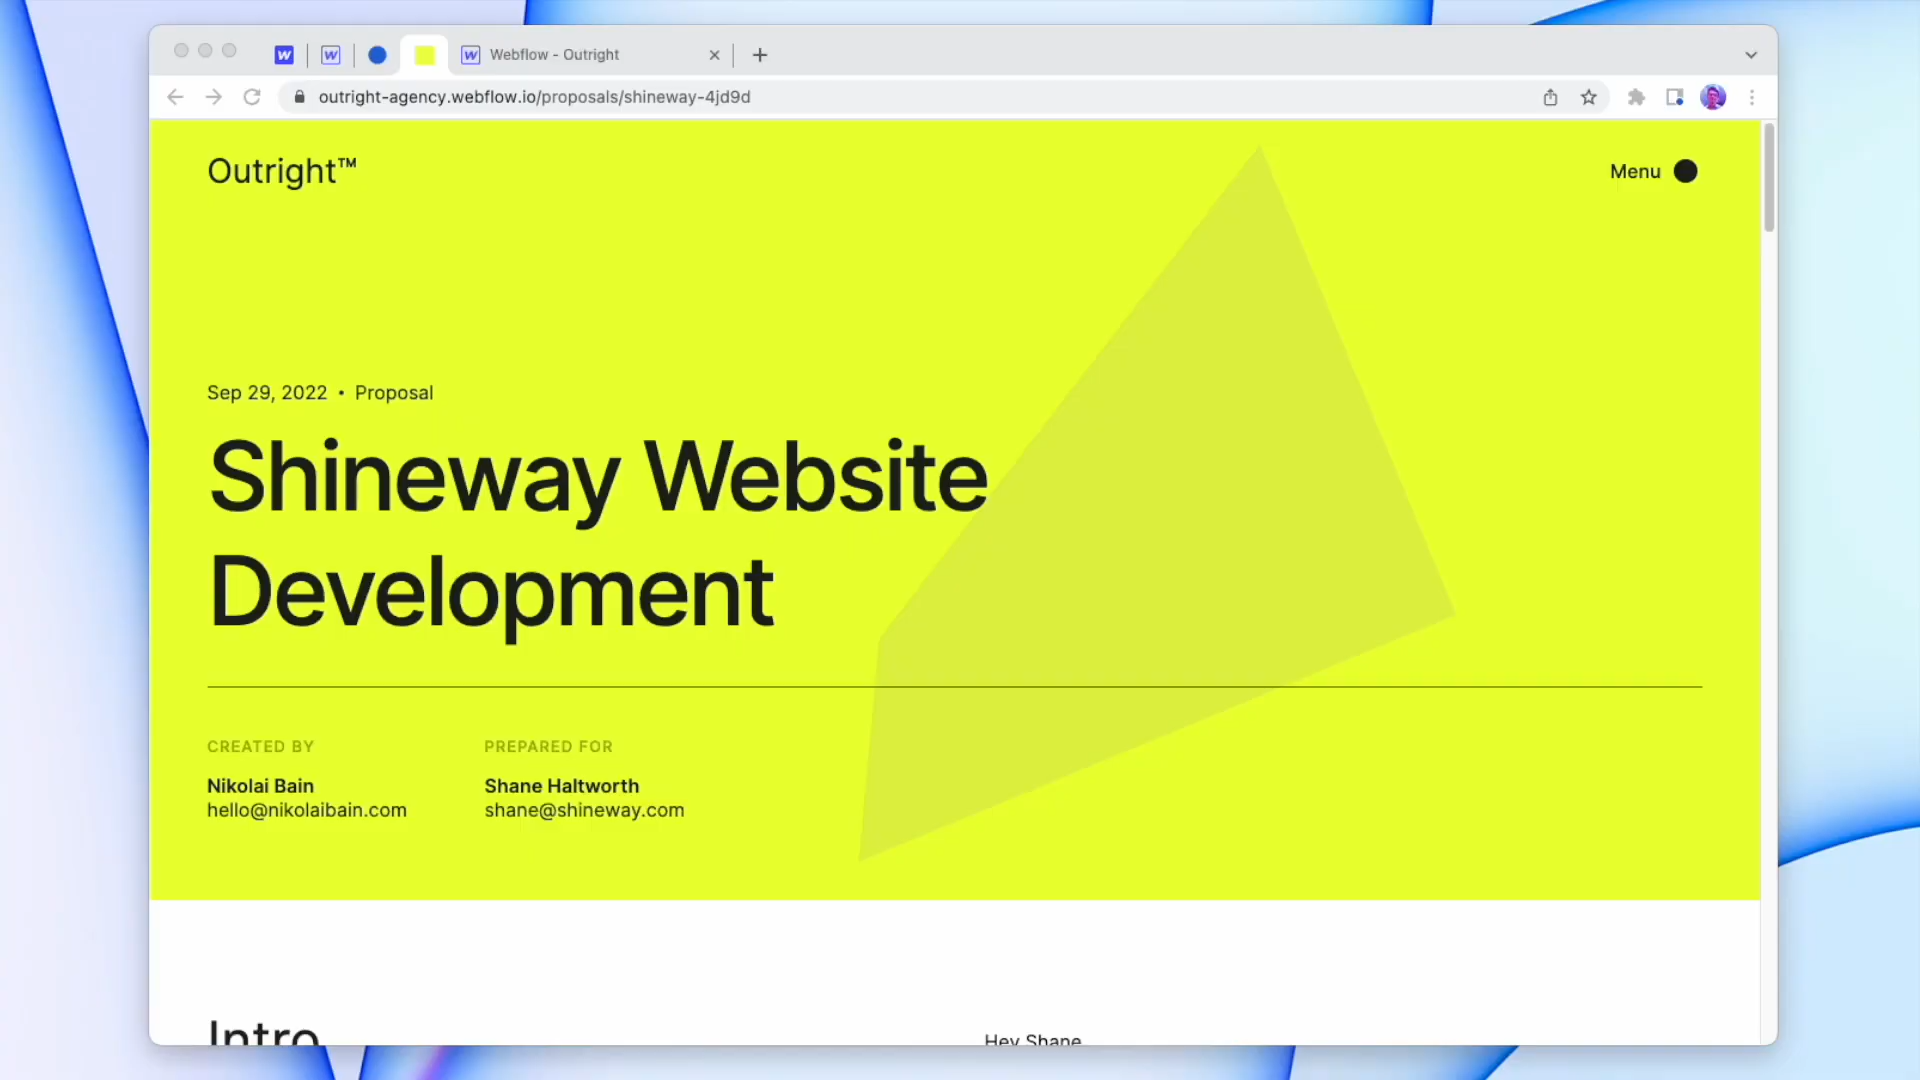 Webflow - Outright
outright-agency.webflow.io/proposals/shineway-4jd9d
Outright™
Menu
Sep 29, 2022 • Proposal
Shineway Website
Development
CREATED BY
PREPARED FOR
Nikolai Bain
Shane Haltworth
hello@nikolaibain.com
shane@shineway.com
Intro
Hey Shane